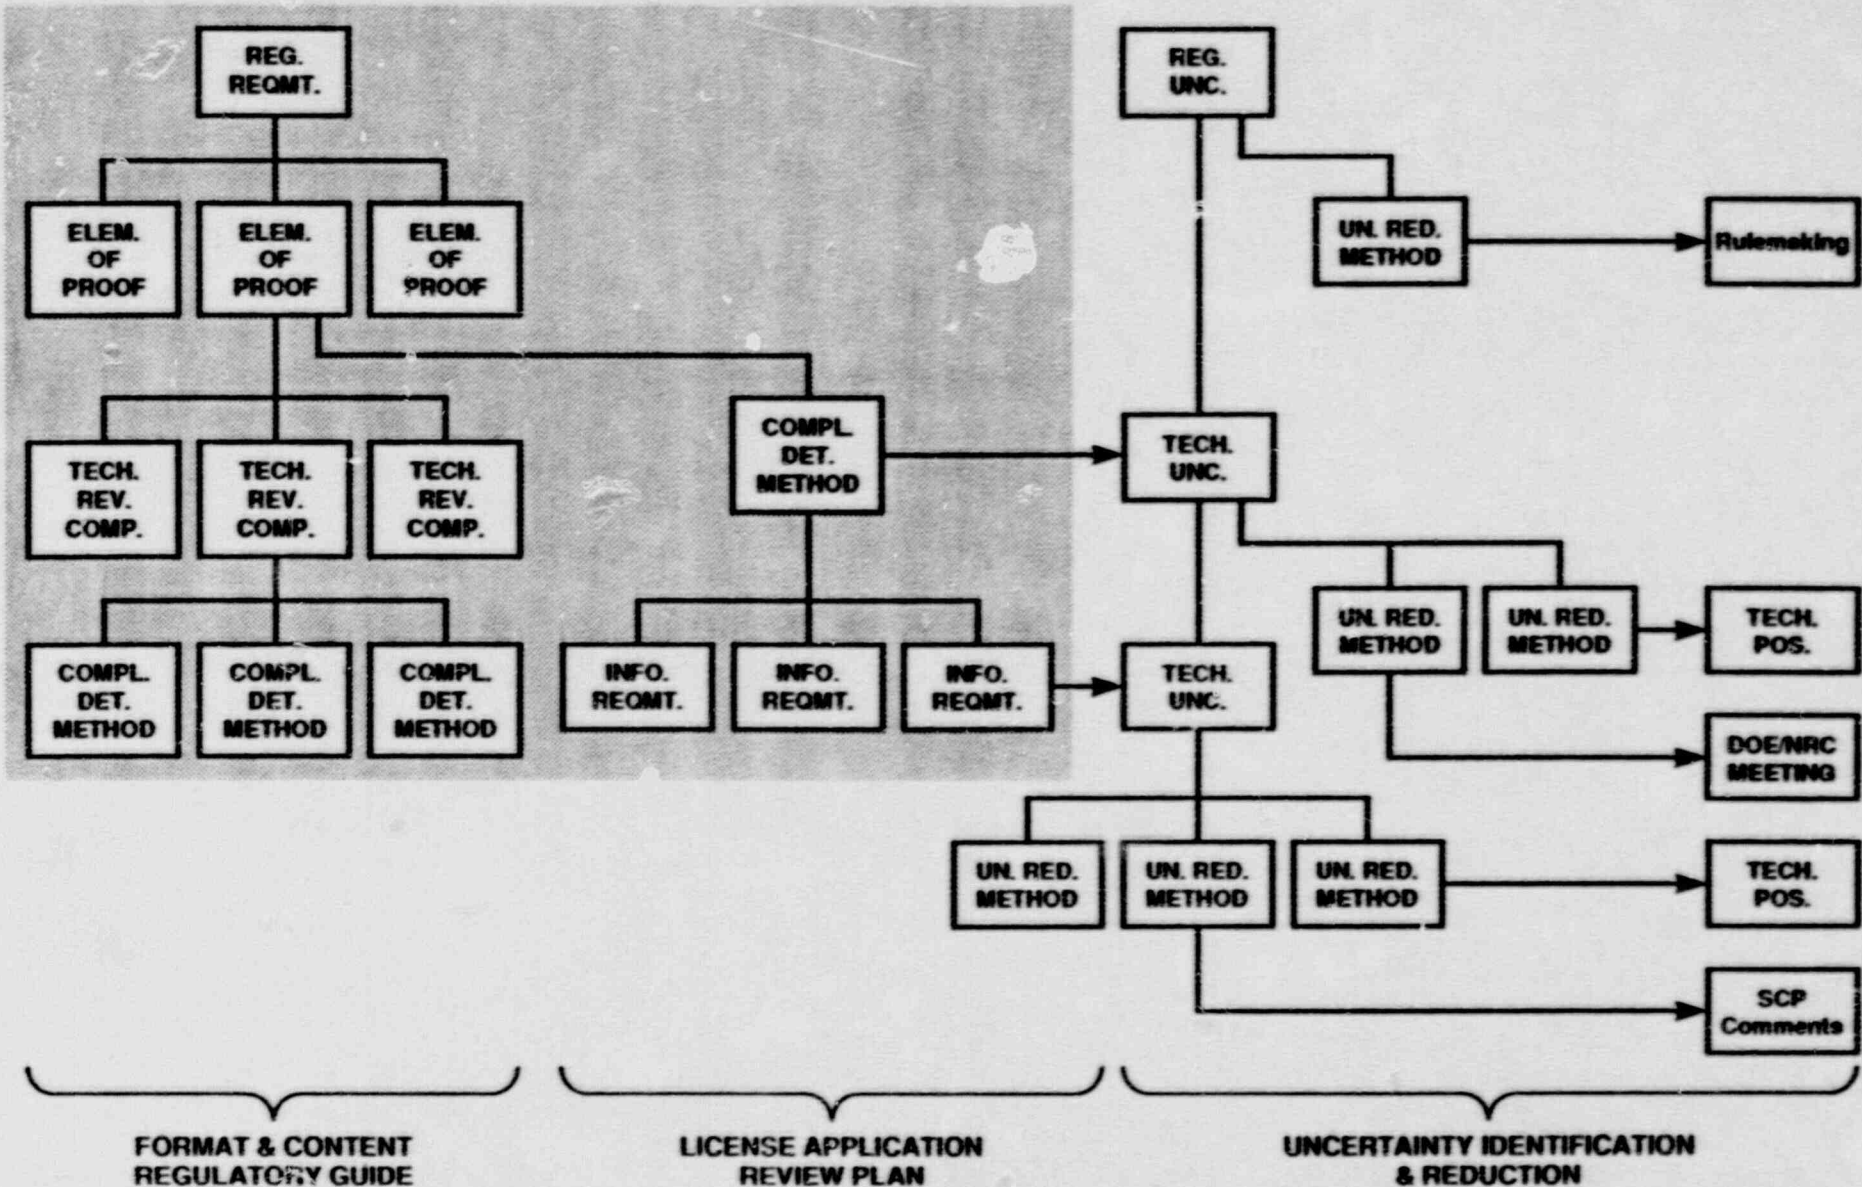 REG.
REQMT.
REG.
UNC.
ELEM.
OF
PROOF
ELEM.
OF
PROOF
ELEM.
OF
PROOF
UN. RED.
METHOD
Rulemaking
COMPL.
DET.
METHOD
TECH.
UNC.
TECH.
REV.
COMP.
TECH.
REV.
COMP.
TECH.
REV.
COMP.
UN. RED.
METHOD
UN. RED.
METHOD
TECH.
POS.
COMPL.
DET.
METHOD
COMPL.
DET.
METHOD
COMPL.
DET.
METHOD
INFO.
REQMT.
INFO.
REQMT.
INFO.
REQMT.
TECH.
UNC.
DOE/NRC
MEETING
UN. RED.
METHOD
UN. RED.
METHOD
UN. RED.
METHOD
TECH.
POS.
SCP
Comments
FORMAT & CONTENT
REGULATORY GUIDE
LICENSE APPLICATION
REVIEW PLAN
UNCERTAINTY IDENTIFICATION
& REDUCTION